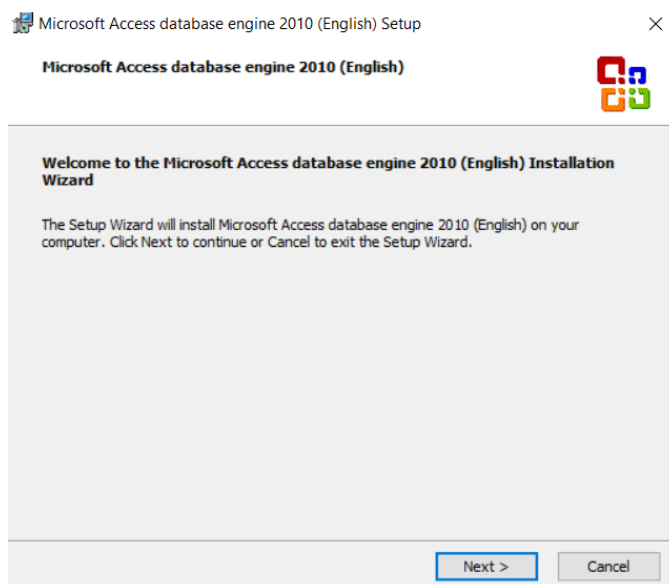 Microsoft Access database engine 2010 (English) Setup
Microsoft Access database engine 2010 (English)
Welcome to the Microsoft Access database engine 2010 (English) Installation
Wizard
The Setup Wizard will install Microsoft Access database engine 2010 (English) on your
computer. Click Next to continue or Cancel to exit the Setup Wizard.
Next >
Cancel